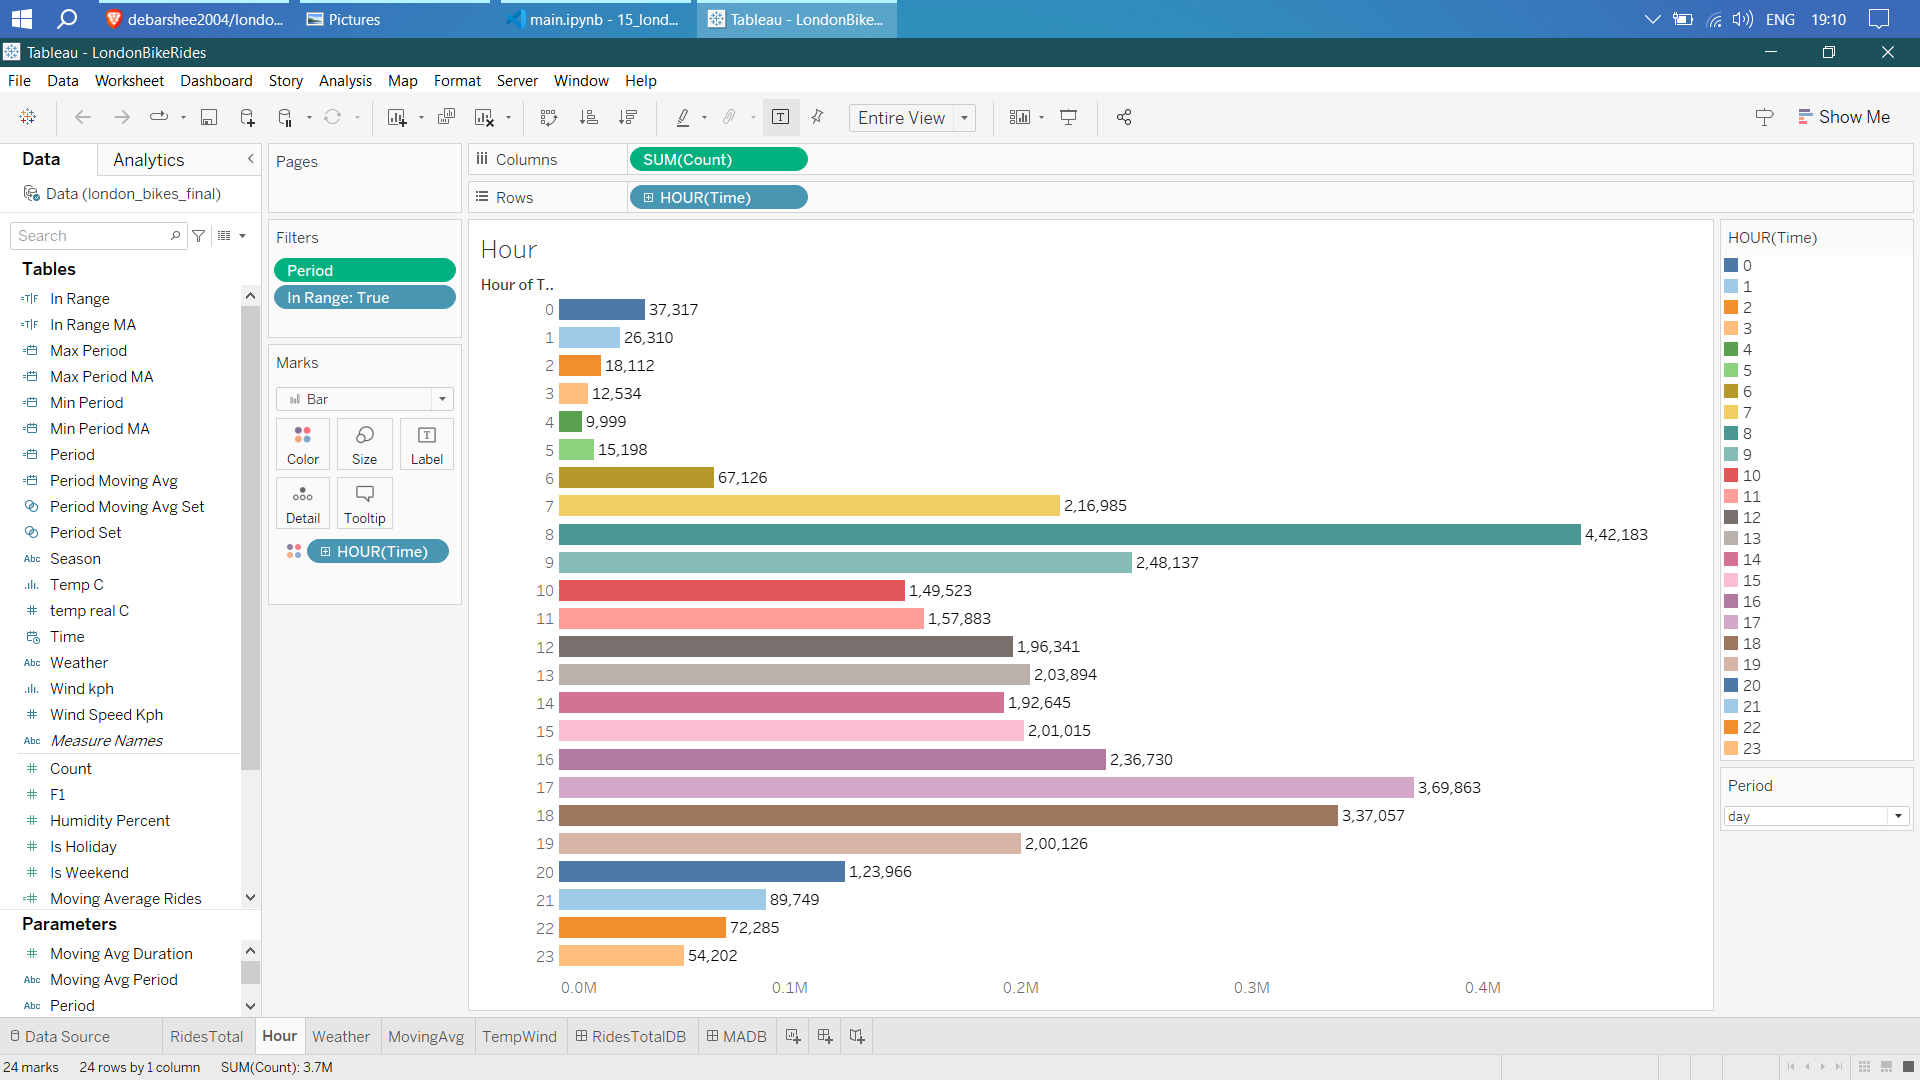 debarshee2004/londo...
Pictures
main.ipynb - 15_lond...
Tableau - LondonBike...
ENG
19:10
Tableau - LondonBikeRides
File Data Worksheet Dashboard Story Analysis Map Format Server Window Help
Entire View
Show Me
Data
Analytics
Data (london_bikes_final)
Search
Tables
=T|F In Range
=T|F In Range MA
Max Period
Max Period MA
Min Period
Min Period MA
Period
Period Moving Avg
Period Moving Avg Set
Period Set
Abc Season
Temp C
# temp real C
Time
Abc Weather
Wind kph
# Wind Speed Kph
Abc Measure Names
# Count
# F1
# Humidity Percent
# Is Holiday
# Is Weekend
=# Moving Average Rides
Parameters
# Moving Avg Duration
Abc Moving Avg Period
Abc Period
Pages
Filters
Period
In Range: True
Marks
Bar
Color
Size
Label
Detail
Tooltip
HOUR(Time)
Columns
SUM(Count)
Rows
HOUR(Time)
Hour
Hour of T..
0 37,317
1 26,310
2 18,112
3 12,534
4 9,999
5 15,198
6 67,126
7 2,16,985
8 4,42,183
9 2,48,137
10 1,49,523
11 1,57,883
12 1,96,341
13 2,03,894
14 1,92,645
15 2,01,015
16 2,36,730
17 3,69,863
18 3,37,057
19 2,00,126
20 1,23,966
21 89,749
22 72,285
23 54,202
0.0M 0.1M 0.2M 0.3M 0.4M
HOUR(Time)
0
1
2
3
4
5
6
7
8
9
10
11
12
13
14
15
16
17
18
19
20
21
22
23
Period
day
Data Source
RidesTotal
Hour
Weather
MovingAvg
TempWind
RidesTotalDB
MADB
24 marks
24 rows by 1 column
SUM(Count): 3.7M